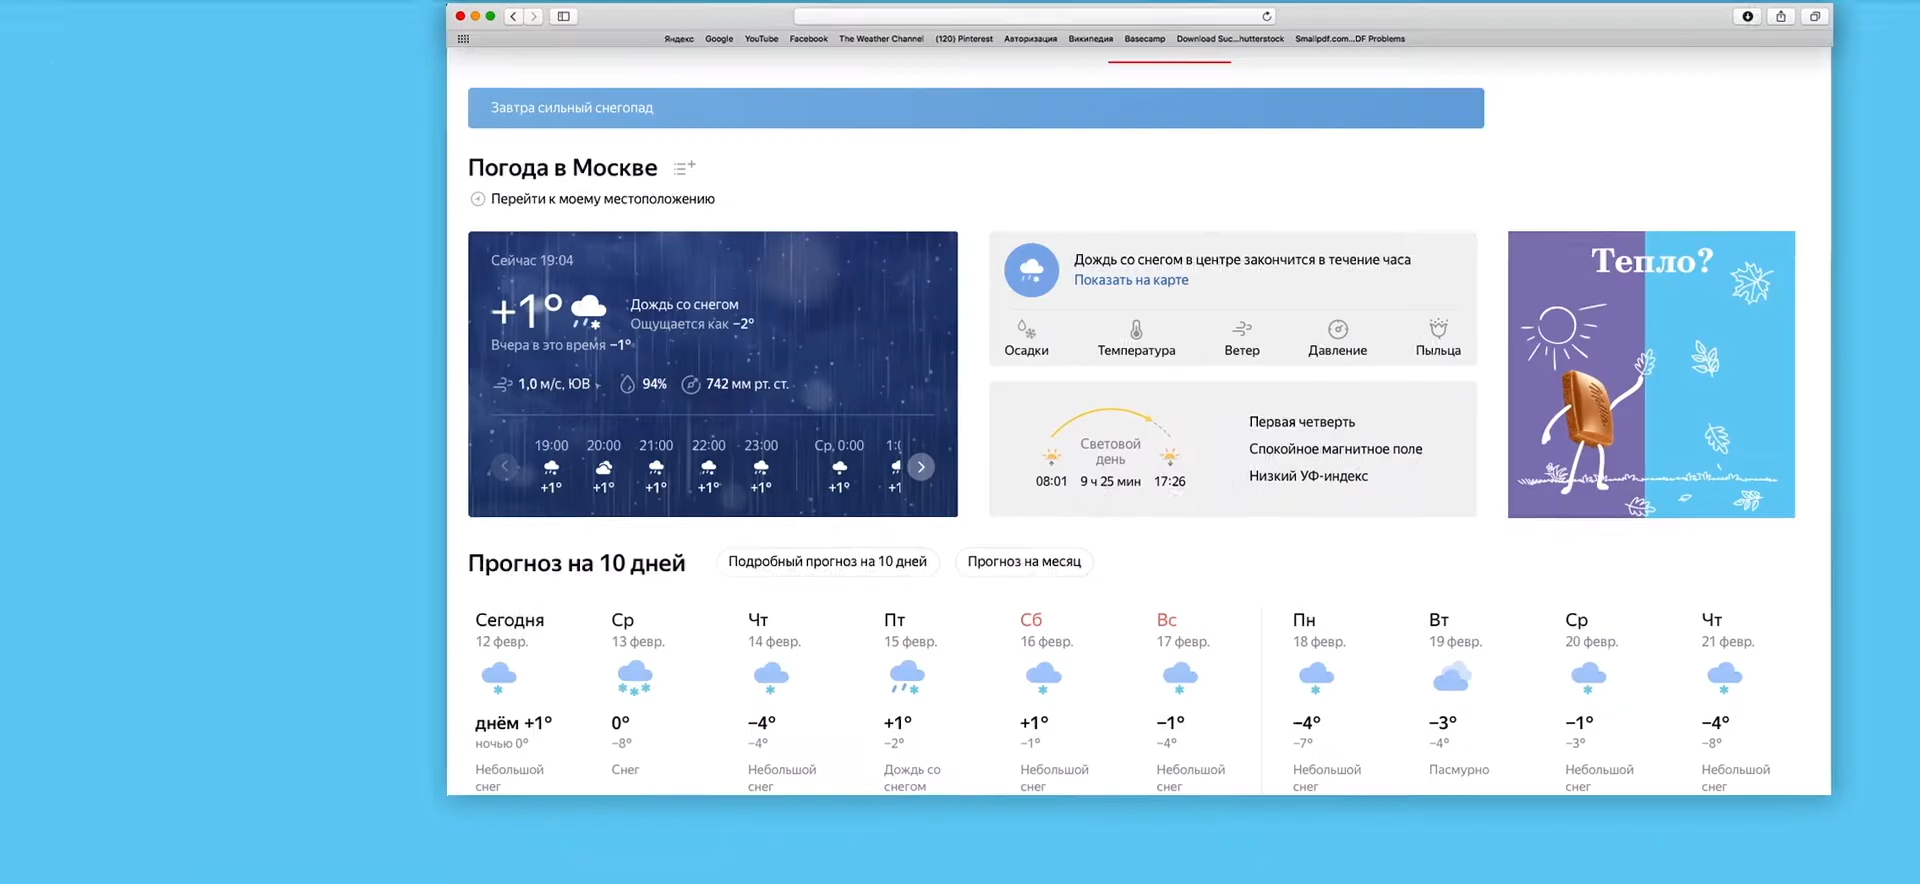 Яндекс Google YouTube Facebook The Weather Channel (120) Pinterest Авторизация Википедия Basecamp Download Suc...hutterstock Smallpdf.com...DF Problems
Завтра сильный снегопад
Погода в Москве
Перейти к моему местоположению
Сейчас 19:04
+1°
Дождь со снегом
Ощущается как −2°
Вчера в это время −1°
1,0 м/с, ЮВ 94% 742 мм рт. ст.
19:00 20:00 21:00 22:00 23:00 Ср, 0:00
+1° +1° +1° +1° +1° +1° +1
Дождь со снегом в центре закончится в течение часа
Показать на карте
Осадки Температура Ветер Давление Пыльца
Световой
день
08:01 9 ч 25 мин 17:26
Первая четверть
Спокойное магнитное поле
Низкий УФ-индекс
Тепло?
Milka
Прогноз на 10 дней Подробный прогноз на 10 дней Прогноз на месяц
Сегодня Ср Чт Пт Сб Вс Пн Вт Ср Чт
12 февр. 13 февр. 14 февр. 15 февр. 16 февр. 17 февр. 18 февр. 19 февр. 20 февр. 21 февр.
днём +1° 0° −4° +1° +1° −1° −4° −3° −1° −4°
ночью 0° −8° −4° −2° −1° −4° −7° −4° −3° −8°
Небольшой Снег Небольшой Дождь со Небольшой Небольшой Небольшой Пасмурно Небольшой Небольшой
снег снег снегом снег снег снег снег снег